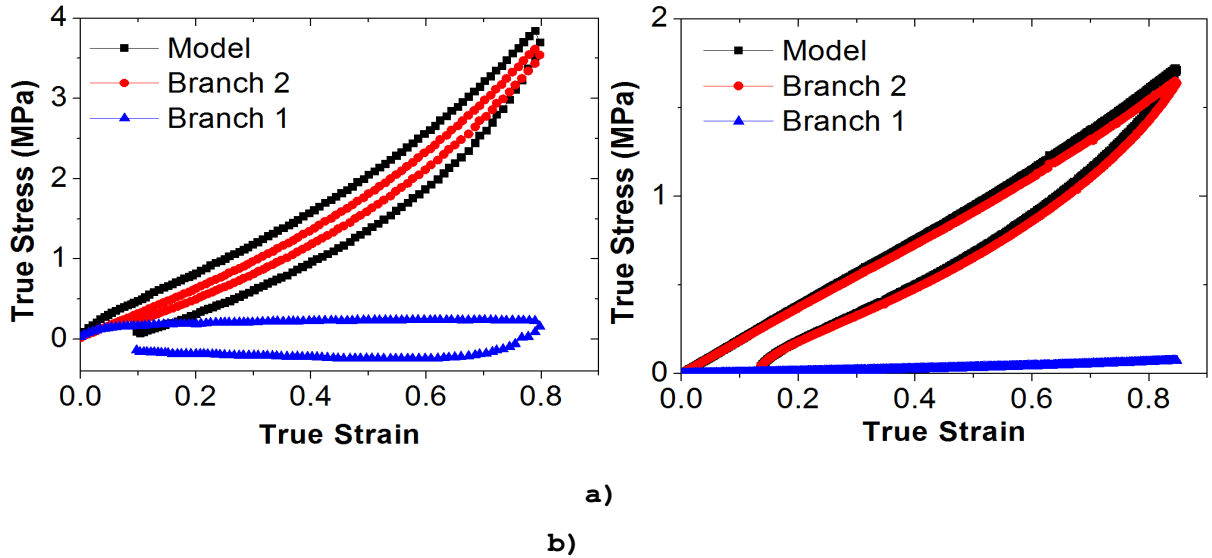 4
3
2
1
0
True Stress (MPa)
Model
Branch 2
Branch 1
0.0 0.2 0.4 0.6 0.8
True Strain
2
1
0
True Stress (MPa)
Model
Branch 2
Branch 1
0.0 0.2 0.4 0.6 0.8
True Strain
a)
b)